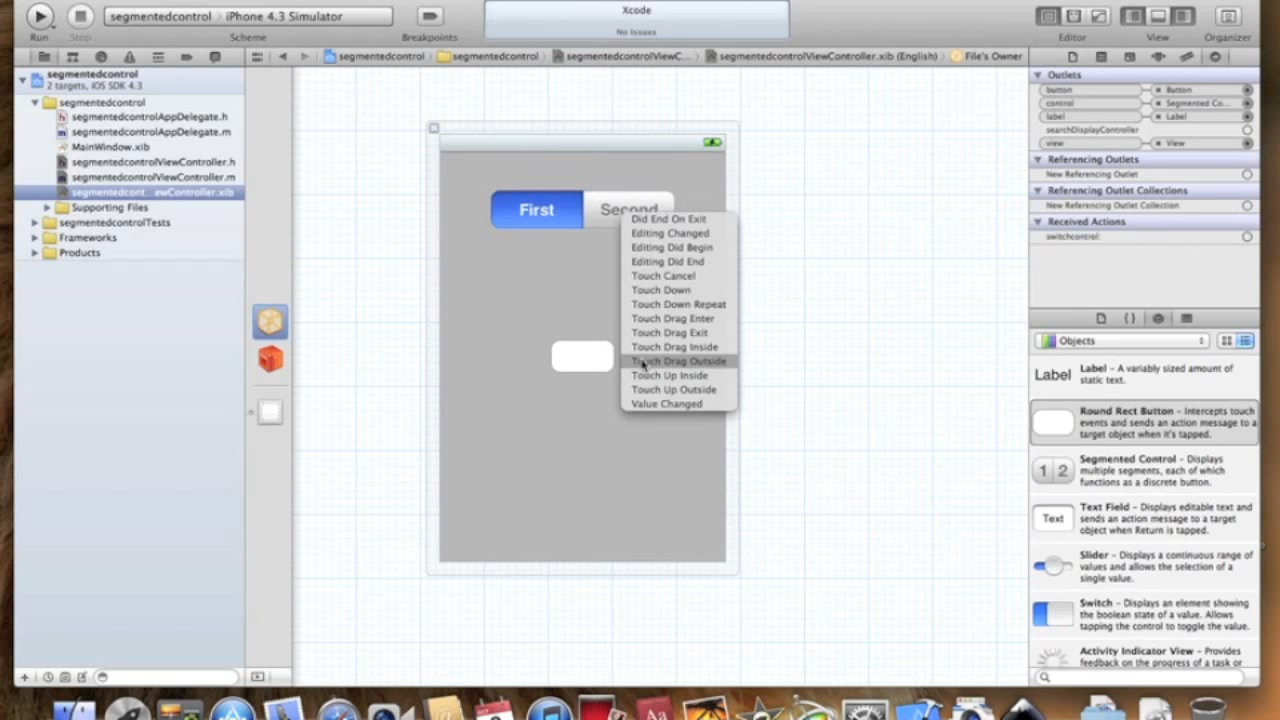 Xcode
No Issues
segmentedcontrol › iPhone 4.3 Simulator
Run
Stop
Scheme
Breakpoints
Editor
View
Organizer
segmentedcontrol
segmentedcontrol
segmentedcontrolViewC...
segmentedcontrolViewController.xib (English)
File's Owner
segmentedcontrol
2 targets, iOS SDK 4.3
segmentedcontrol
segmentedcontrolAppDelegate.h
segmentedcontrolAppDelegate.m
MainWindow.xib
segmentedcontrolViewController.h
segmentedcontrolViewController.m
segmentedcont...ewController.xib
Supporting Files
segmentedcontrolTests
Frameworks
Products
First
Second
Did End On Exit
Editing Changed
Editing Did Begin
Editing Did End
Touch Cancel
Touch Down
Touch Down Repeat
Touch Drag Enter
Touch Drag Exit
Touch Drag Inside
Touch Drag Outside
Touch Up Inside
Touch Up Outside
Value Changed
Outlets
button Button
control Segmented Co...
label Label
searchDisplayController
view View
Referencing Outlets
New Referencing Outlet
Referencing Outlet Collections
New Referencing Outlet Collection
Received Actions
switchcontrol:
Objects
Label
Label – A variably sized amount of
static text.
Round Rect Button – Intercepts touch
events and sends an action message to a
target object when it's tapped.
1 2
Segmented Control – Displays
multiple segments, each of which
functions as a discrete button.
Text
Text Field – Displays editable text and
sends an action message to a target
object when Return is tapped.
Slider – Displays a continuous range of
values and allows the selection of a
single value.
Switch – Displays an element showing
the boolean state of a value. Allows
tapping the control to toggle the value.
Activity Indicator View – Provides
feedback on the progress of a task or